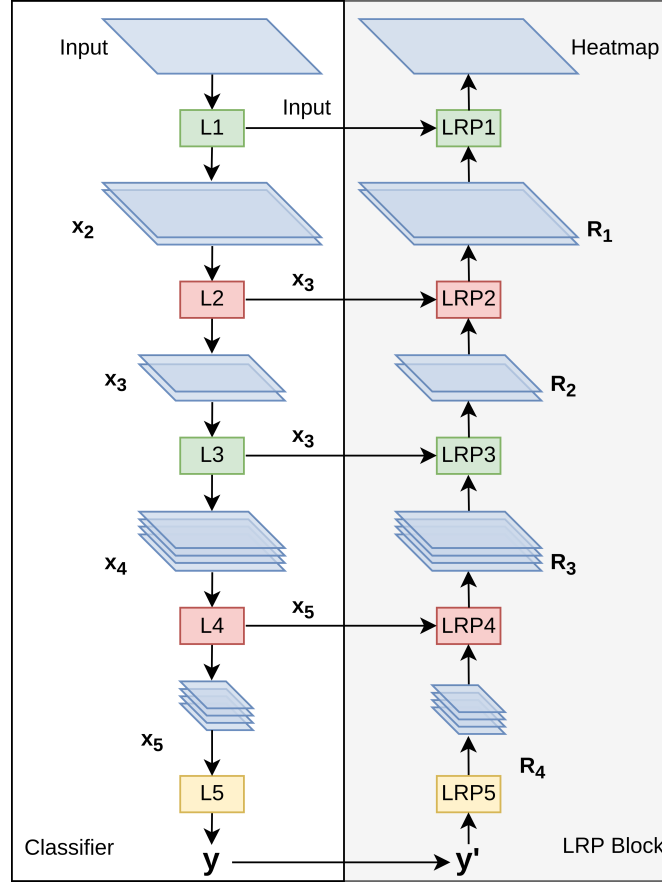 Input
Heatmap
Input
L1
LRP1
x2
R1
x3
L2
LRP2
x3
R2
x3
L3
LRP3
x4
R3
x5
L4
LRP4
x5
R4
L5
LRP5
Classifier
LRP Block
y
y'